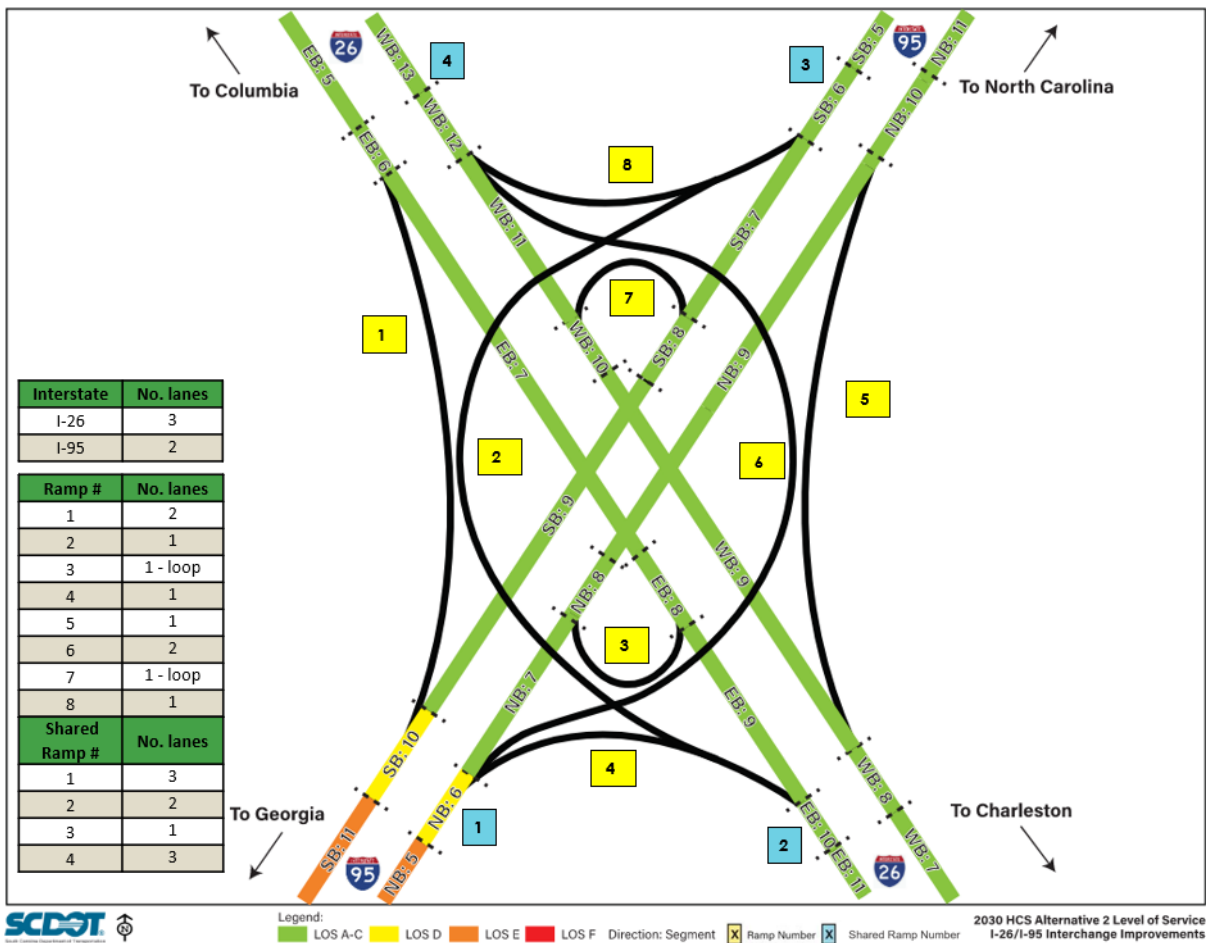 To Columbia
To North Carolina
To Georgia
To Charleston
26
95
95
26
EB: 5
EB: 6
EB: 7
EB: 8
EB: 9
EB: 10
EB: 11
WB: 13
WB: 12
WB: 11
WB: 10
WB: 9
WB: 8
WB: 7
SB: 5
SB: 6
SB: 7
SB: 8
SB: 9
SB: 10
SB: 11
NB: 11
NB: 10
NB: 9
NB: 8
NB: 7
NB: 6
NB: 5
4
3
8
7
1
2
6
5
3
4
1
2
Interstate No. lanes
I-26 3
I-95 2
Ramp # No. lanes
1 2
2 1
3 1 - loop
4 1
5 1
6 2
7 1 - loop
8 1
Shared Ramp # No. lanes
1 3
2 2
3 1
4 3
SCDOT
South Carolina Department of Transportation
Legend:
LOS A-C LOS D LOS E LOS F Direction: Segment X Ramp Number X Shared Ramp Number
2030 HCS Alternative 2 Level of Service
I-26/I-95 Interchange Improvements